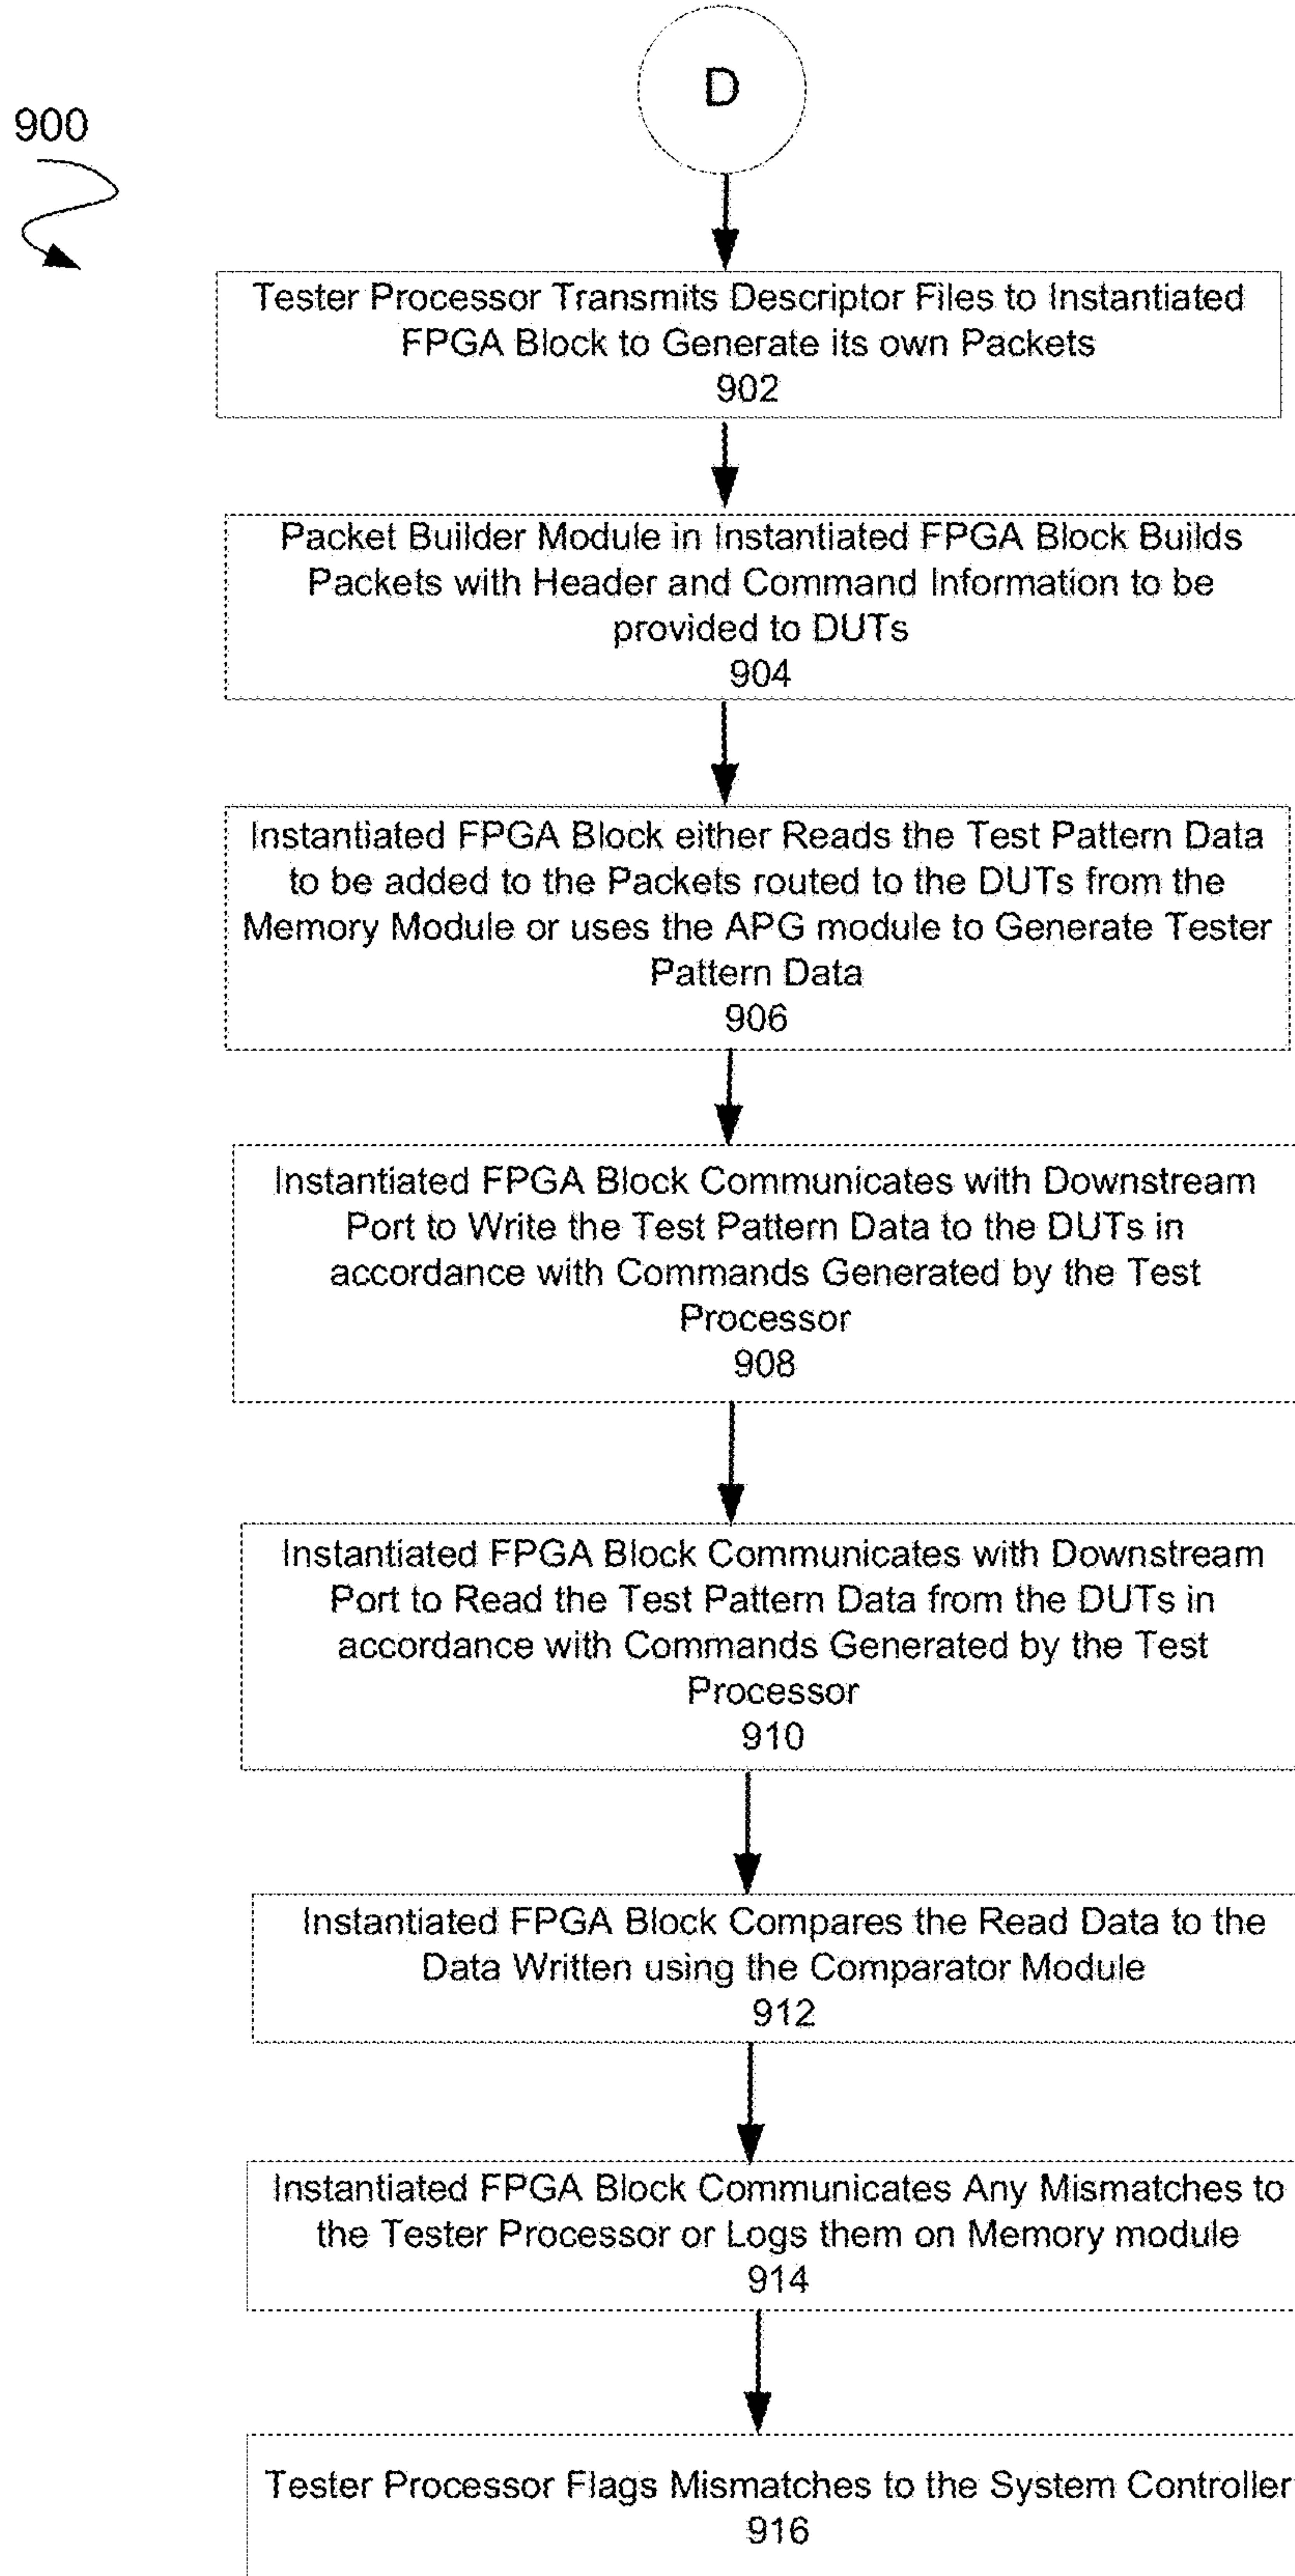 D
900
Tester Processor Transmits Descriptor Files to Instantiated
FPGA Block to Generate its own Packets
902
Packet Builder Module in Instantiated FPGA Block Builds
Packets with Header and Command Information to be
provided to DUTs
904
Instantiated FPGA Block either Reads the Test Pattern Data
to be added to the Packets routed to the DUTs from the
Memory Module or uses the APG module to Generate Tester
Pattern Data
906
Instantiated FPGA Block Communicates with Downstream
Port to Write the Test Pattern Data to the DUTs in
accordance with Commands Generated by the Test
Processor
908
Instantiated FPGA Block Communicates with Downstream
Port to Read the Test Pattern Data from the DUTs in
accordance with Commands Generated by the Test
Processor
910
Instantiated FPGA Block Compares the Read Data to the
Data Written using the Comparator Module
912
Instantiated FPGA Block Communicates Any Mismatches to
the Tester Processor or Logs them on Memory module
914
Tester Processor Flags Mismatches to the System Controller
916